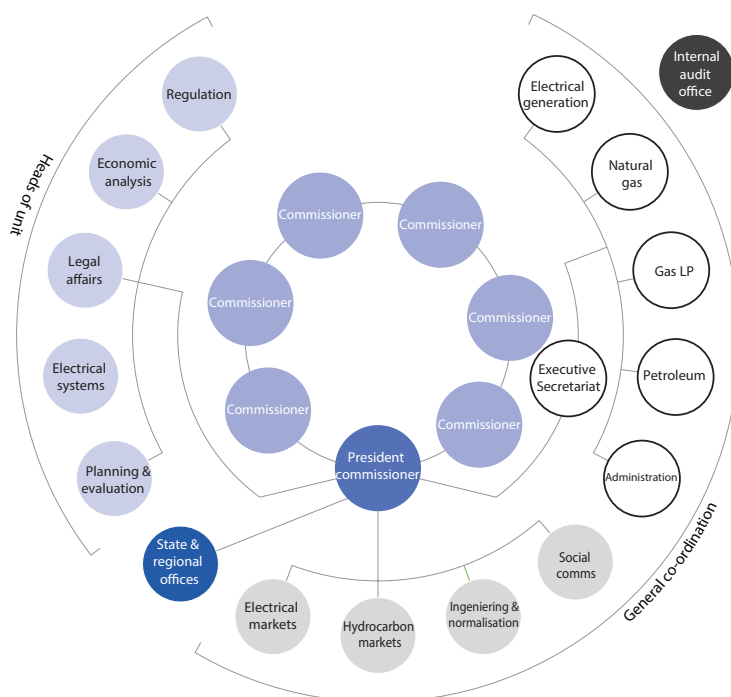 Internal
audit
office
Regulation
Electrical
generation
Economic
analysis
Natural
gas
Heads of unit
Commissioner
Commissioner
Legal
affairs
Gas LP
Commissioner
Commissioner
Electrical
systems
Executive
Secretariat
Petroleum
Commissioner
Commissioner
Planning &
evaluation
President
commissioner
Administration
State &
regional
offices
Social
comms
General co-ordination
Electrical
markets
Hydrocarbon
markets
Ingeniering &
normalisation